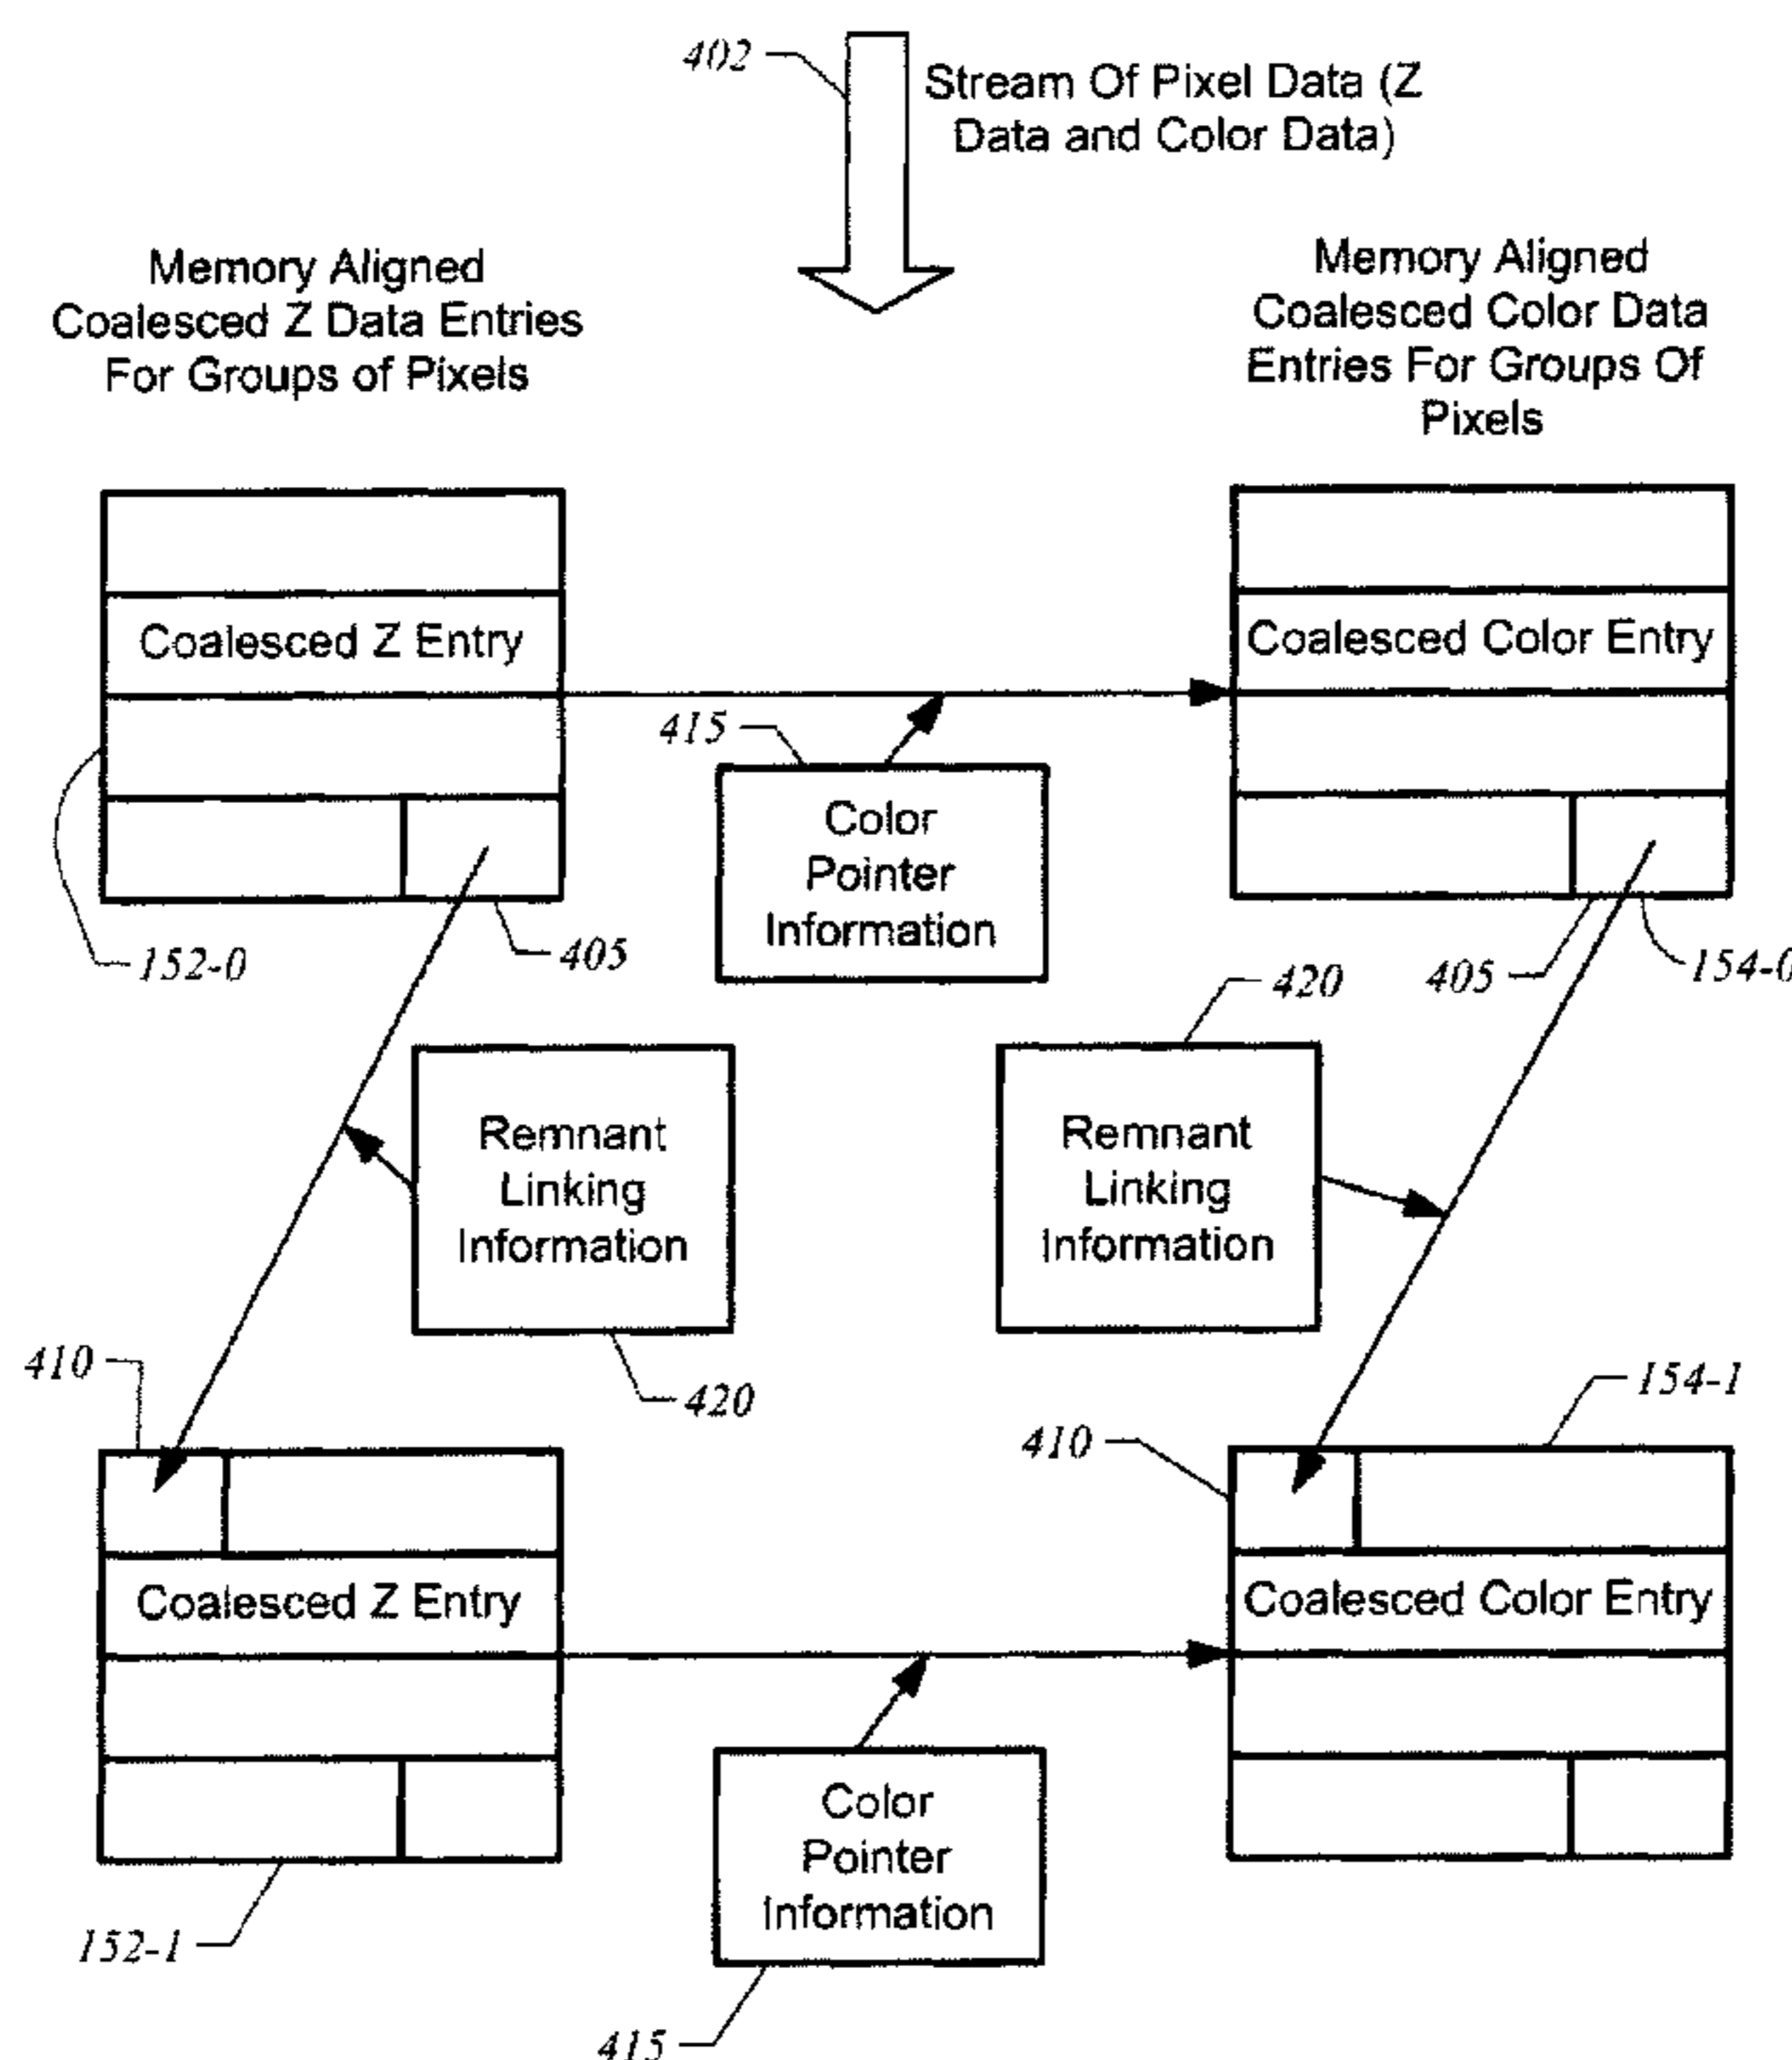 402
Stream Of Pixel Data (Z
Data and Color Data)
Memory Aligned
Coalesced Z Data Entries
For Groups of Pixels
Memory Aligned
Coalesced Color Data
Entries For Groups Of
Pixels
Coalesced Z Entry
Coalesced Color Entry
415
Color
Pointer
Information
152-0
405
405
154-0
420
Remnant
Linking
Information
Remnant
Linking
Information
410
420
154-1
410
Coalesced Z Entry
Coalesced Color Entry
Color
Pointer
Information
152-1
415